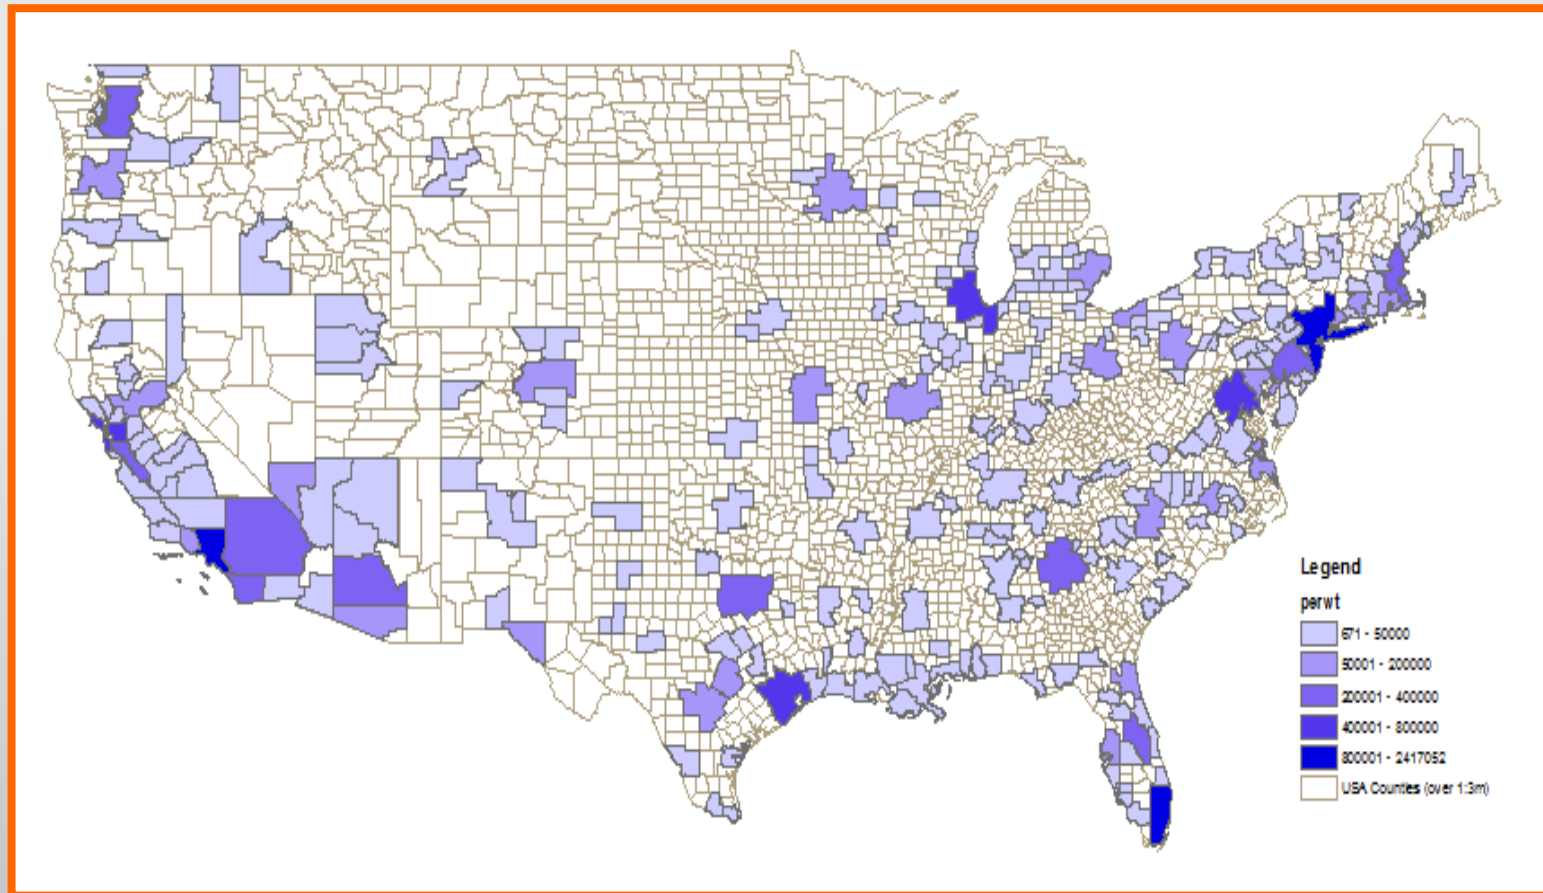 Legend
perwt
671 - 50000
50001 - 200000
200001 - 400000
400001 - 800000
800001 - 2417052
USA Counties (over 1:3m)